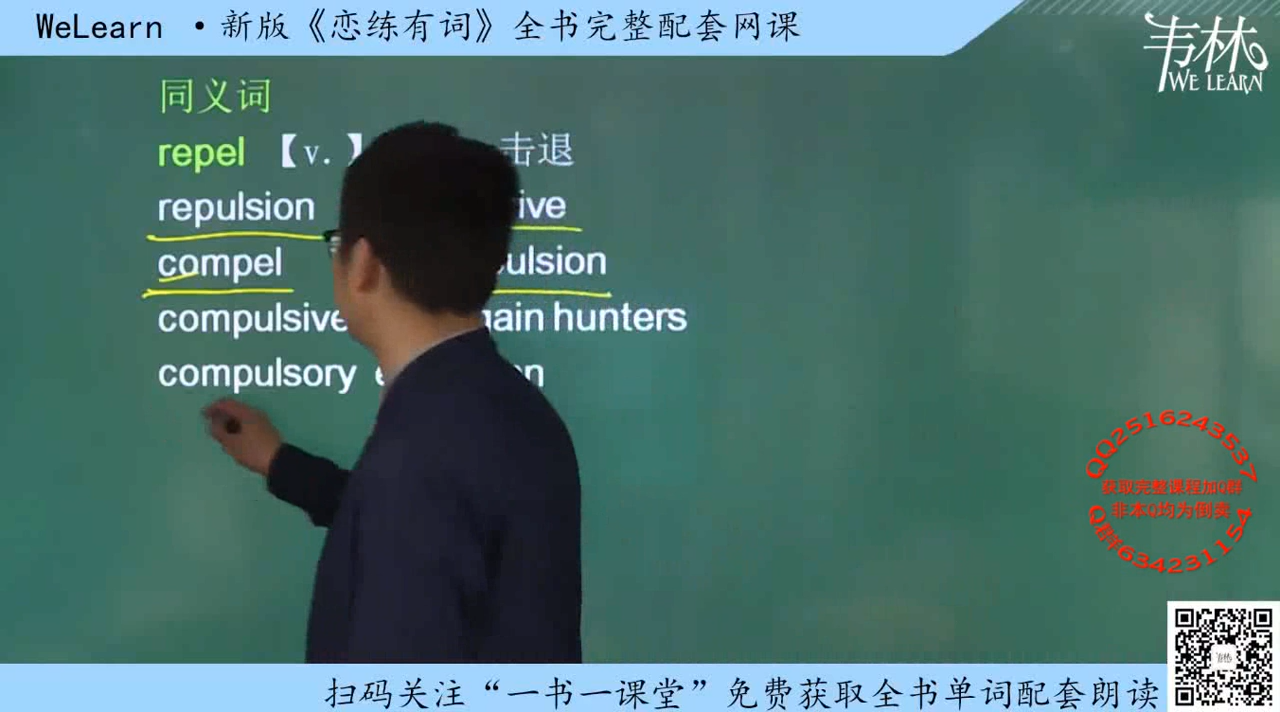 WeLearn ·新版《恋练有词》全书完整配套网课
韦林
WE LEARN
同义词
repel 【v.】 击退
repulsion ive
compel ulsion
compulsive gain hunters
compulsory e on
QQ2516243537
获取完整课程加Q群
非本Q均为倒卖
Q群634231154
扫码关注“一书一课堂”免费获取全书单词配套朗读